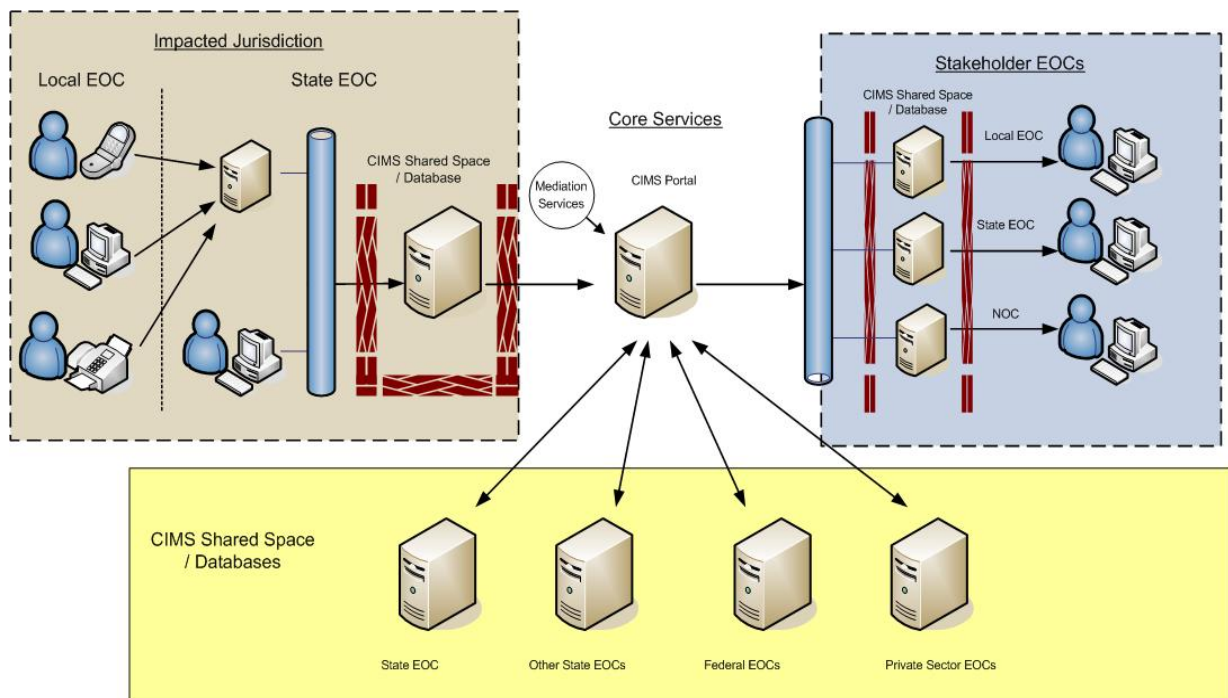 Impacted Jurisdiction
Local EOC
State EOC
CIMS Shared Space
/ Database
Core Services
Mediation
Services
CIMS Portal
Stakeholder EOCs
CIMS Shared Space
/ Database
Local EOC
State EOC
NOC
CIMS Shared Space
/ Databases
State EOC
Other State EOCs
Federal EOCs
Private Sector EOCs